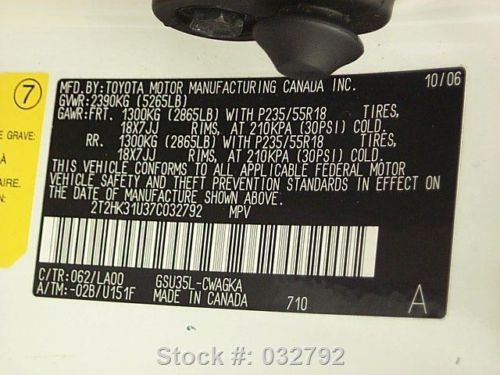 7
E GRAVE:
À
AIRE.
MFD.BY:TOYOTA MOTOR MANUFACTURING CANADA INC. 10/06
GVWR:2390KG (5265LB)
GAWR:FRT. 1300KG (2865LB) WITH P235/55R18 TIRES,
18X7JJ RIMS, AT 210KPA (30PSI) COLD.
RR. 1300KG (2865LB) WITH P235/55R18 TIRES,
18X7JJ RIMS, AT 210KPA (30PSI) COLD.
THIS VEHICLE CONFORMS TO ALL APPLICABLE FEDERAL MOTOR
VEHICLE SAFETY AND THEFT PREVENTION STANDARDS IN EFFECT ON
THE DATE OF MANUFACTURE SHOWN ABOVE.
2T2HK31U37C032792 MPV
C/TR:062/LA00 GSU35L-CWAGKA
A/TM:-02B/U151F MADE IN CANADA 710 A
Stock #: 032792